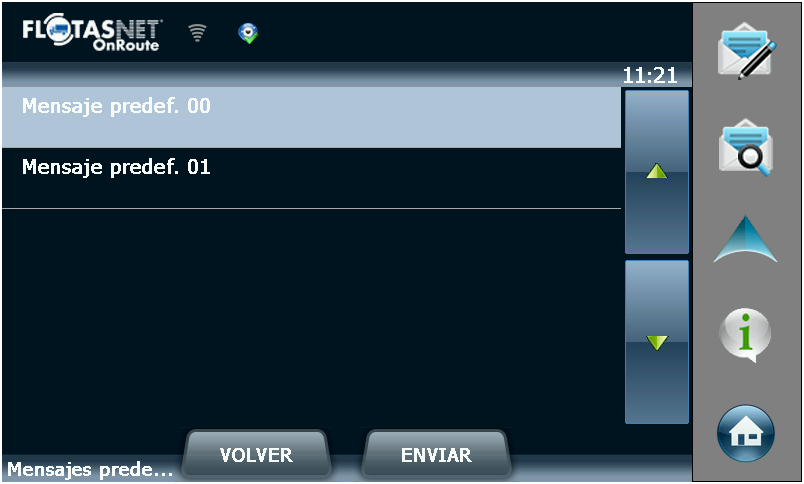 FLOTASNET
OnRoute
11:21
Mensaje predef. 00
Mensaje predef. 01
VOLVER
ENVIAR
Mensajes prede...